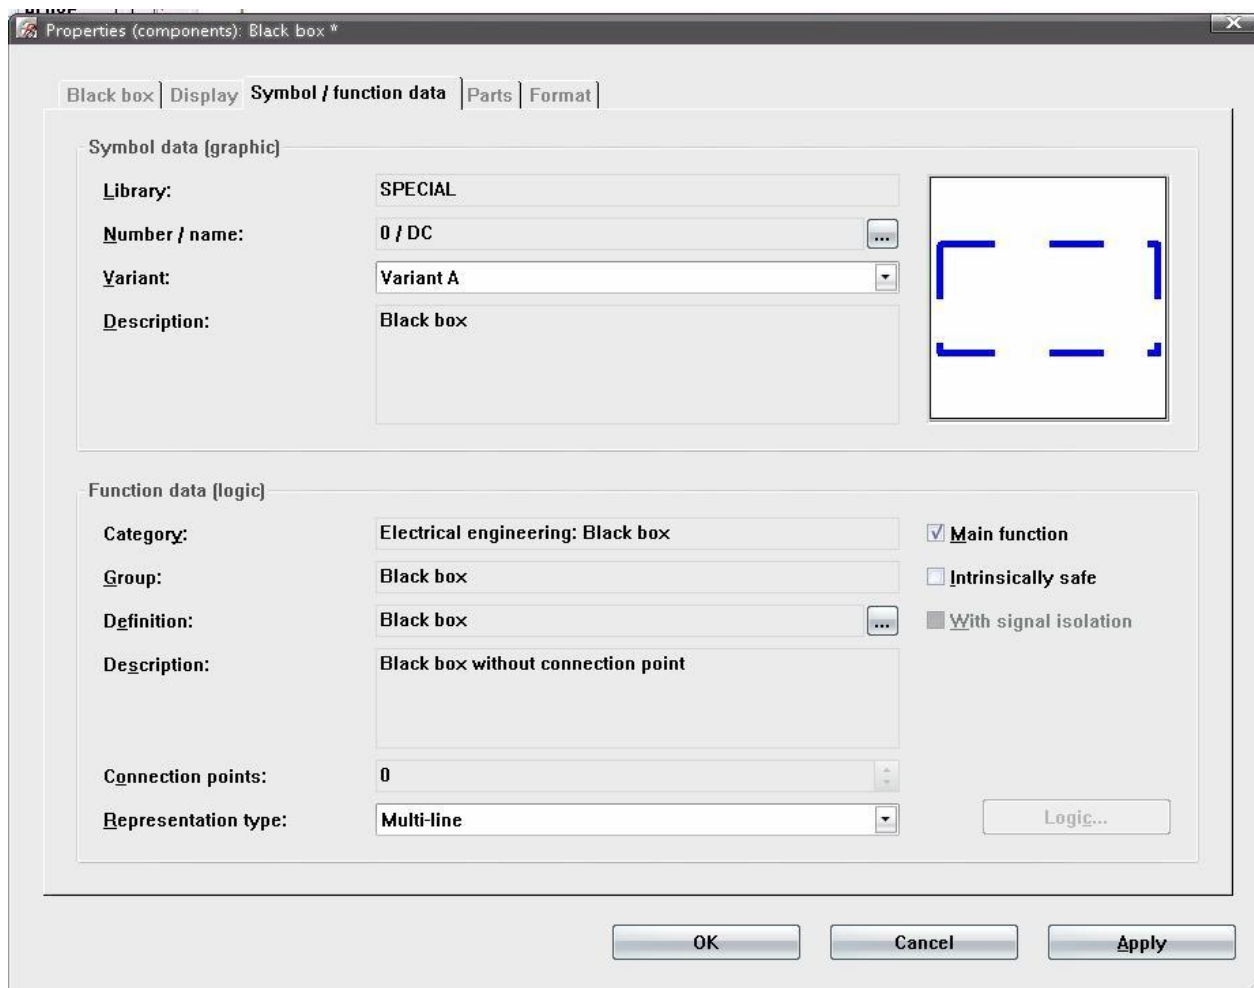 Properties (components): Black box *
Black box Display Symbol / function data Parts Format
Symbol data (graphic)
Library: SPECIAL
Number / name: 0 / DC ...
Variant: Variant A
Description: Black box
Function data (logic)
Category: Electrical engineering: Black box Main function
Group: Black box Intrinsically safe
Definition: Black box ... With signal isolation
Description: Black box without connection point
Connection points: 0
Representation type: Multi-line Logic...
OK Cancel Apply